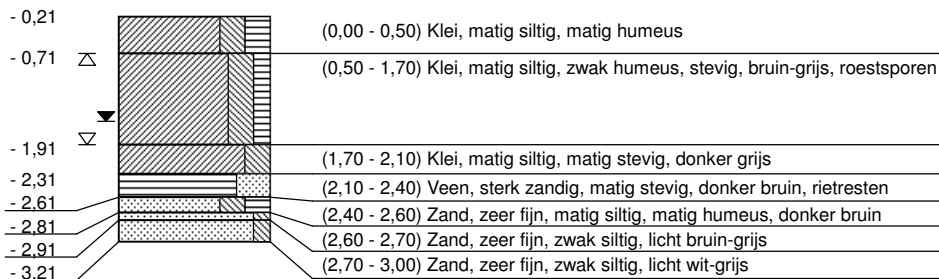 - 0,21
(0,00 - 0,50) Klei, matig siltig, matig humeus
- 0,71
(0,50 - 1,70) Klei, matig siltig, zwak humeus, stevig, bruin-grijs, roestsporen
- 1,91
(1,70 - 2,10) Klei, matig siltig, matig stevig, donker grijs
- 2,31
(2,10 - 2,40) Veen, sterk zandig, matig stevig, donker bruin, rietresten
- 2,61
(2,40 - 2,60) Zand, zeer fijn, matig siltig, matig humeus, donker bruin
- 2,81
(2,60 - 2,70) Zand, zeer fijn, zwak siltig, licht bruin-grijs
- 2,91
(2,70 - 3,00) Zand, zeer fijn, zwak siltig, licht wit-grijs
- 3,21